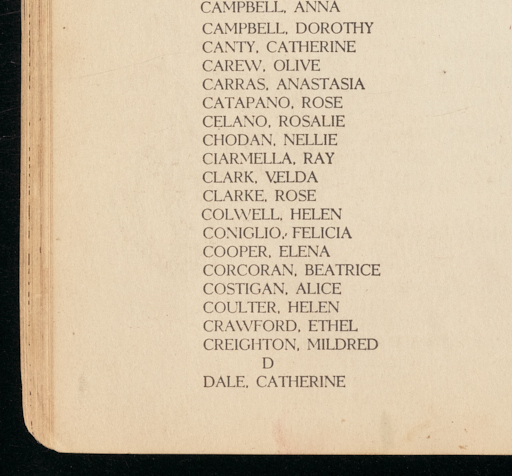 CAMPBELL, ANNA
CAMPBELL, DOROTHY
CANTY, CATHERINE
CAREW, OLIVE
CARRAS, ANASTASIA
CATAPANO, ROSE
CELANO, ROSALIE
CHODAN, NELLIE
CIARMELLA, RAY
CLARK, VELDA
CLARKE, ROSE
COLWELL, HELEN
CONIGLIO, FELICIA
COOPER, ELENA
CORCORAN, BEATRICE
COSTIGAN, ALICE
COULTER, HELEN
CRAWFORD, ETHEL
CREIGHTON, MILDRED
D
DALE, CATHERINE